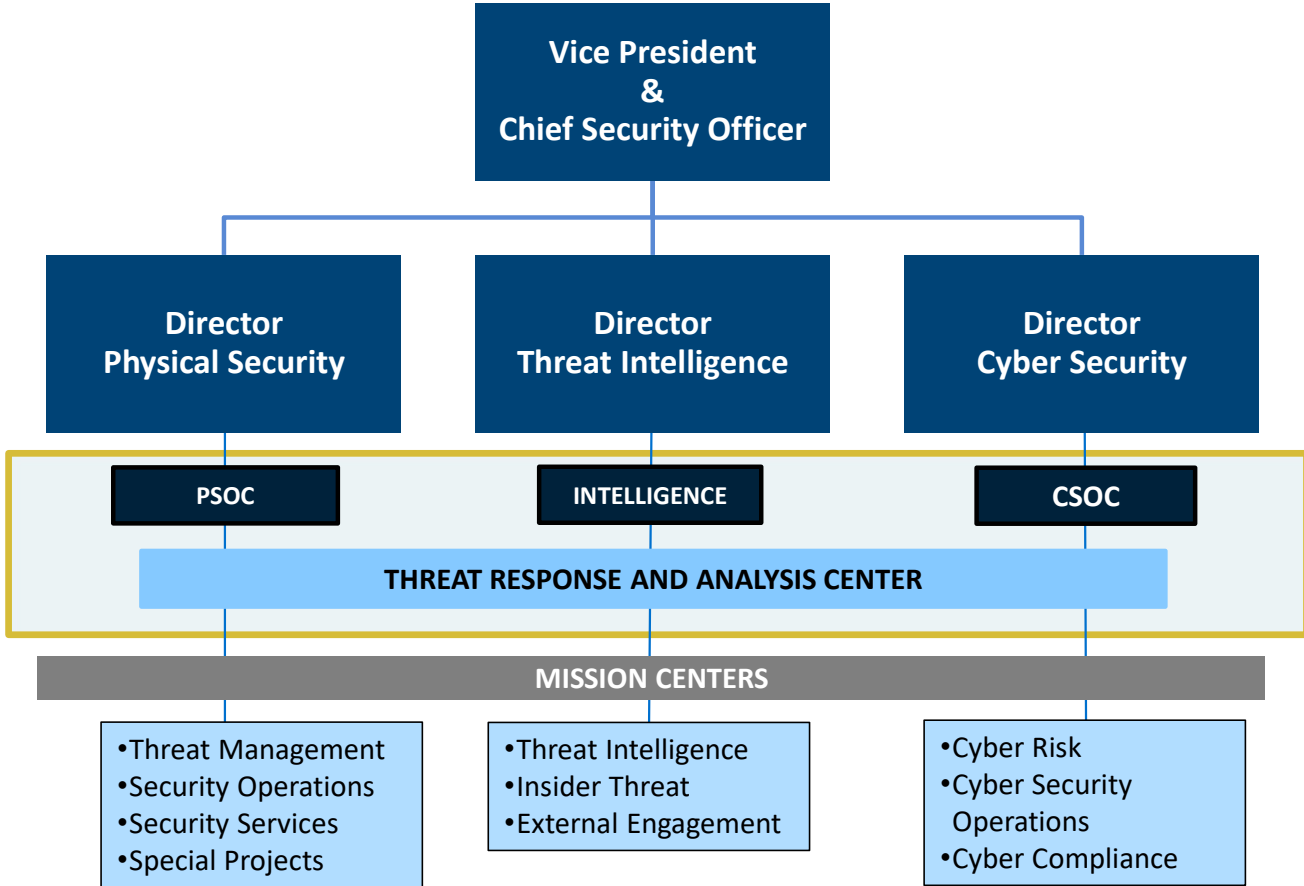 Vice President
&
Chief Security Officer
Director
Physical Security
Director
Threat Intelligence
Director
Cyber Security
PSOC
INTELLIGENCE
CSOC
THREAT RESPONSE AND ANALYSIS CENTER
MISSION CENTERS
•Threat Management
•Security Operations
•Security Services
•Special Projects
•Threat Intelligence
•Insider Threat
•External Engagement
•Cyber Risk
•Cyber Security
Operations
•Cyber Compliance